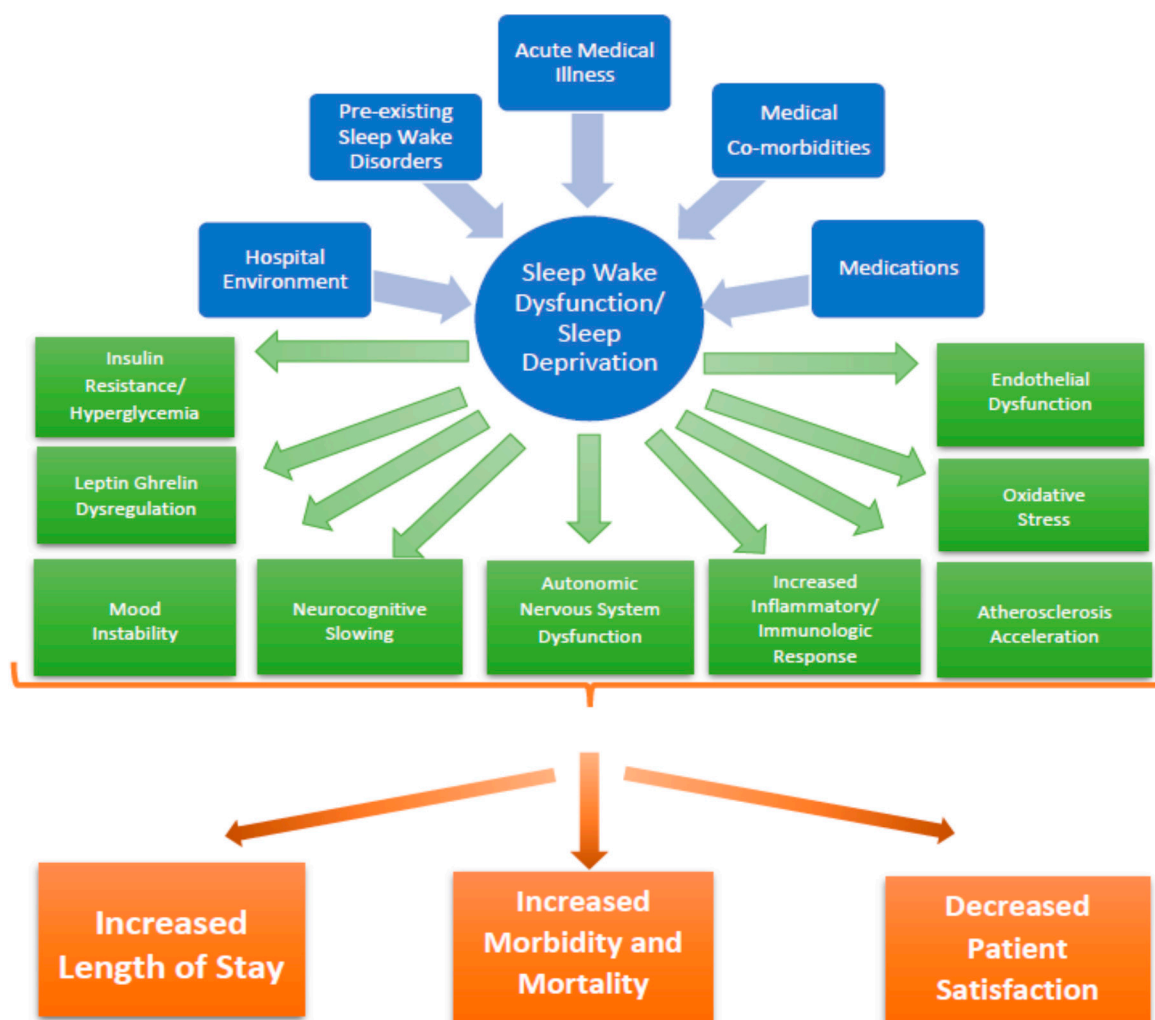 Acute Medical
Illness
Pre-existing
Sleep Wake
Disorders
Medical
Co-morbidities
Hospital
Environment
Sleep Wake
Dysfunction/
Sleep
Deprivation
Medications
Insulin
Resistance/
Hyperglycemia
Endothelial
Dysfunction
Leptin Ghrelin
Dysregulation
Oxidative
Stress
Mood
Instability
Neurocognitive
Slowing
Autonomic
Nervous System
Dysfunction
Increased
Inflammatory/
Immunologic
Response
Atherosclerosis
Acceleration
Increased
Length of Stay
Increased
Morbidity and
Mortality
Decreased
Patient
Satisfaction